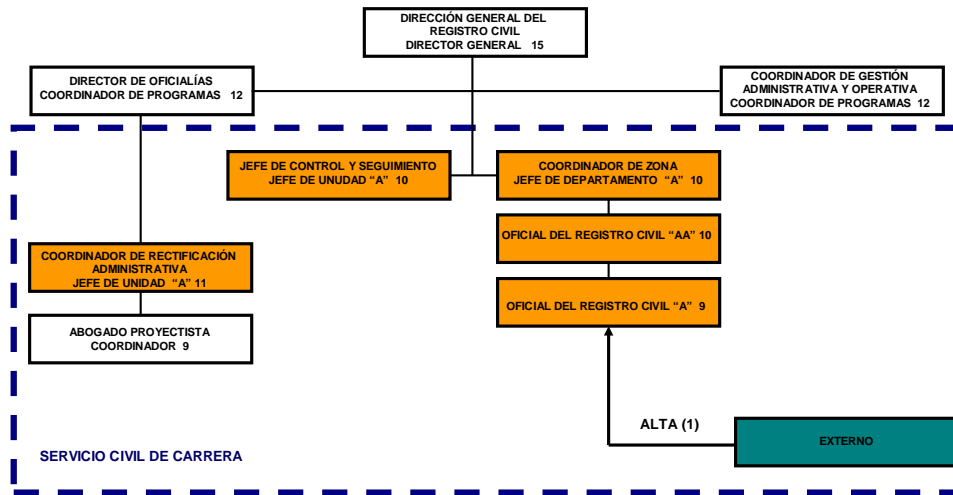 DIRECCIÓN GENERAL DEL
REGISTRO CIVIL
DIRECTOR GENERAL 15
DIRECTOR DE OFICIALÍAS
COORDINADOR DE PROGRAMAS 12
COORDINADOR DE GESTIÓN
ADMINISTRATIVA Y OPERATIVA
COORDINADOR DE PROGRAMAS 12
JEFE DE CONTROL Y SEGUIMIENTO
JEFE DE UNUDAD “A” 10
COORDINADOR DE ZONA
JEFE DE DEPARTAMENTO “A” 10
OFICIAL DEL REGISTRO CIVIL “AA” 10
COORDINADOR DE RECTIFICACIÓN
ADMINISTRATIVA
JEFE DE UNIDAD “A” 11
OFICIAL DEL REGISTRO CIVIL “A” 9
ABOGADO PROYECTISTA
COORDINADOR 9
ALTA (1)
EXTERNO
SERVICIO CIVIL DE CARRERA